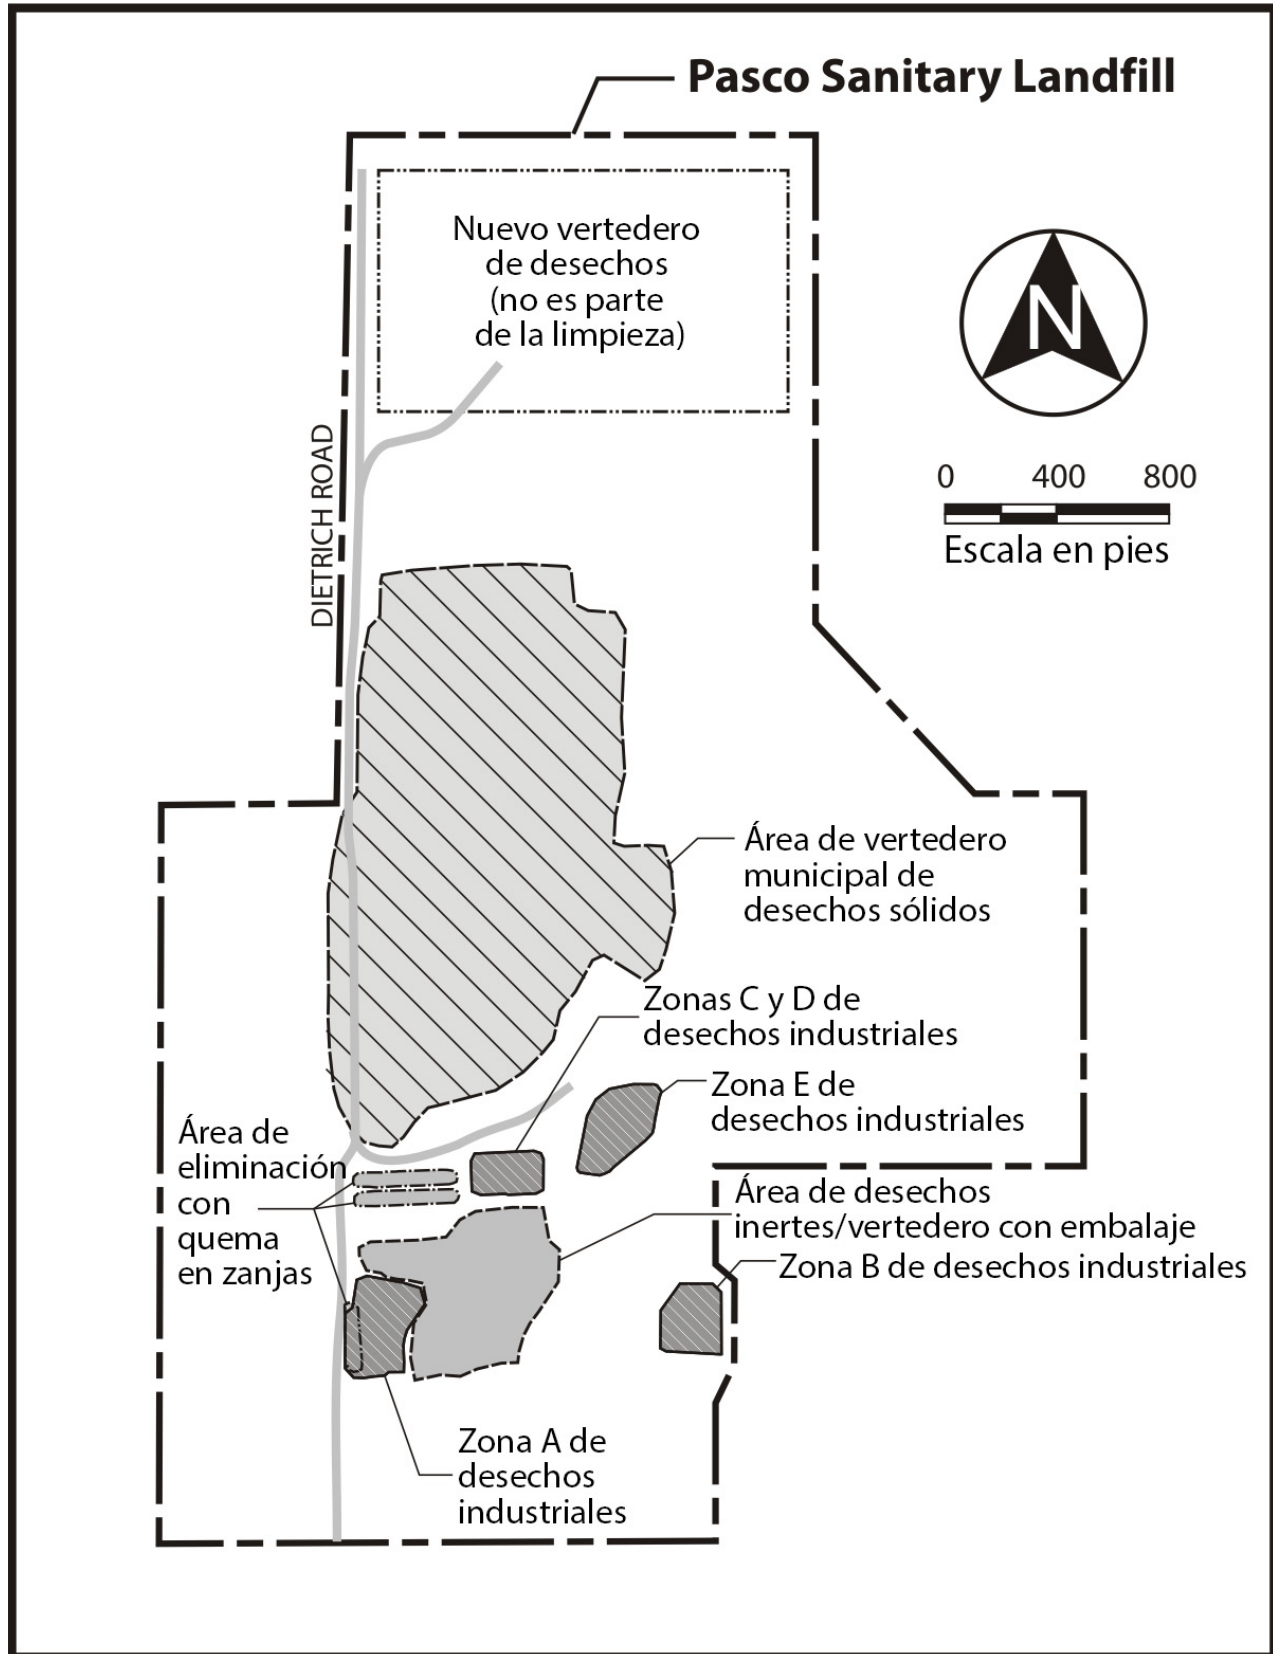 Pasco Sanitary Landfill
Nuevo vertedero
de desechos
(no es parte
de la limpieza)
N
DIETRICH ROAD
0 400 800
Escala en pies
Área de vertedero
municipal de
desechos sólidos
Zonas C y D de
desechos industriales
Zona E de
desechos industriales
Área de
eliminación
con
quema
en zanjas
Área de desechos
inertes/vertedero con embalaje
Zona B de desechos industriales
Zona A de
desechos
industriales